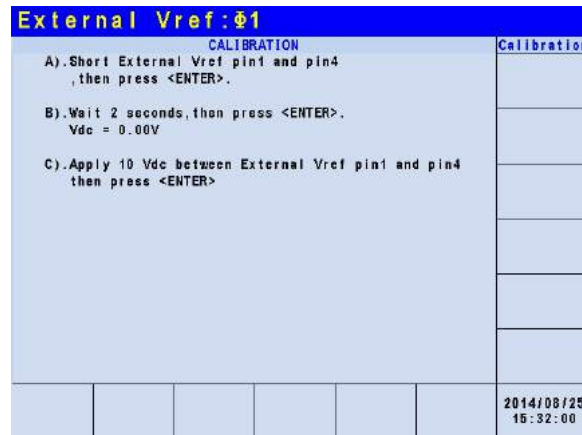 External Vref:Φ1
CALIBRATION
Calibratio
A).Short External Vref pin1 and pin4
,then press <ENTER>.
B).Wait 2 seconds,then press <ENTER>.
Vdc = 0.00V
C).Apply 10 Vdc between External Vref pin1 and pin4
then press <ENTER>
2014/08/25
15:32:00